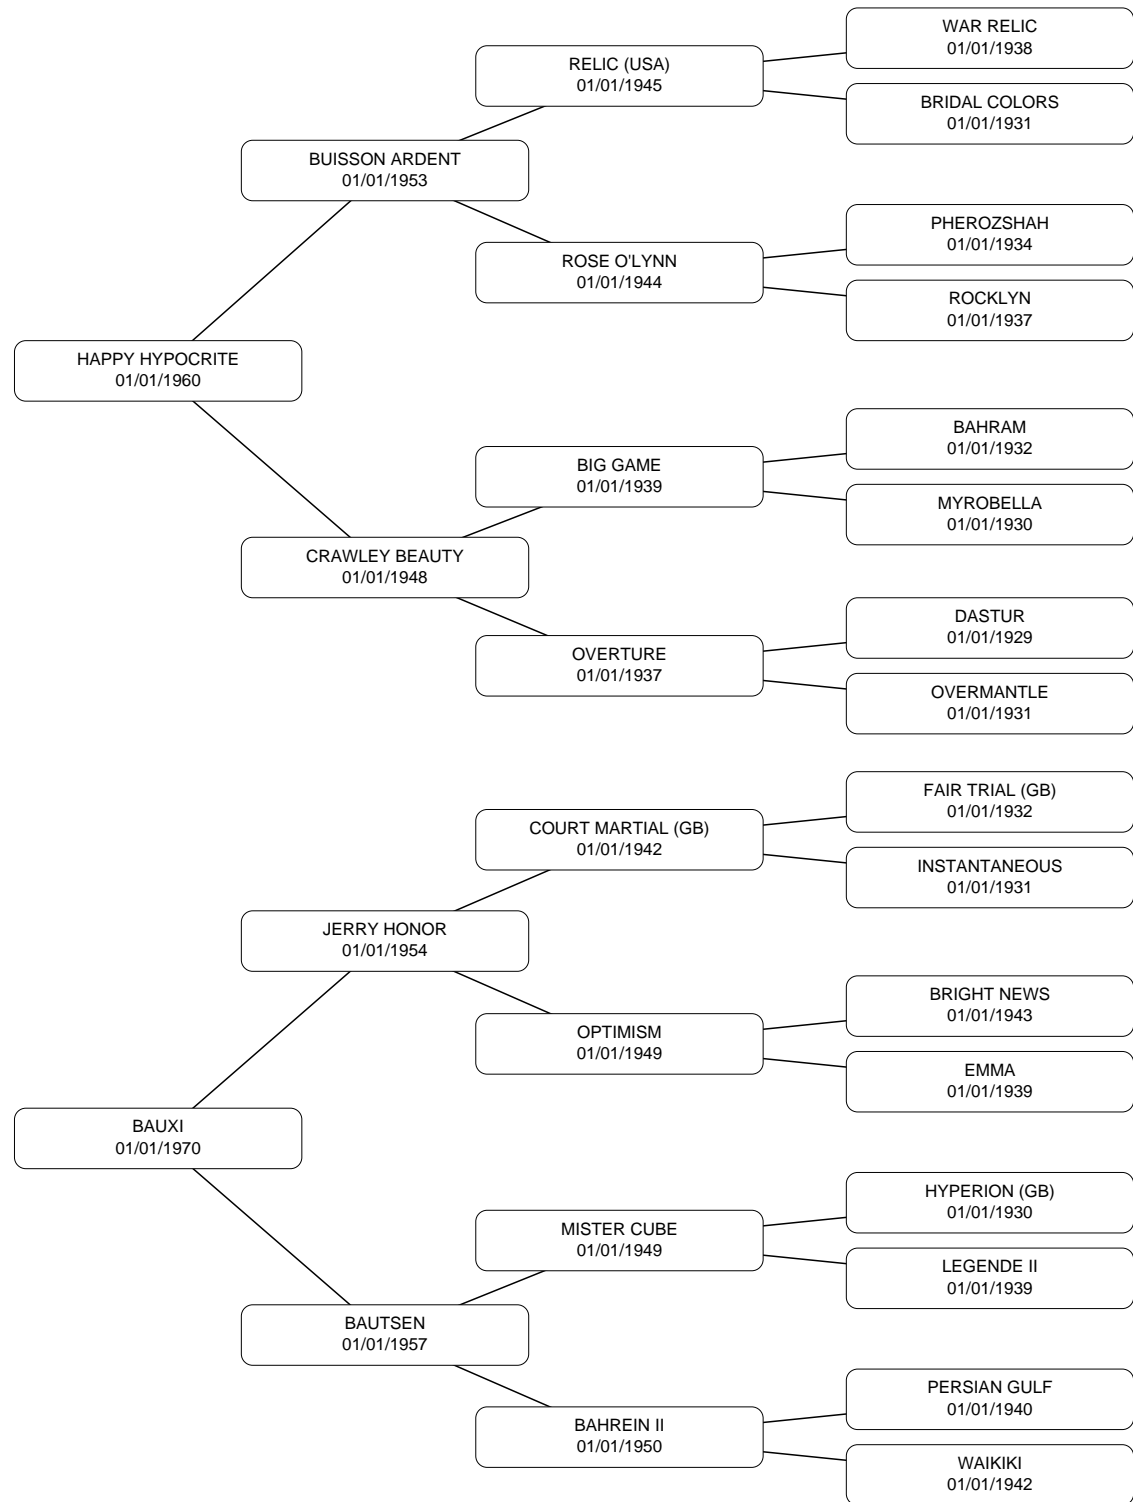 WAR RELIC
01/01/1938
RELIC (USA)
01/01/1945
BRIDAL COLORS
01/01/1931
BUISSON ARDENT
01/01/1953
PHEROZSHAH
01/01/1934
ROSE O'LYNN
01/01/1944
ROCKLYN
01/01/1937
HAPPY HYPOCRITE
01/01/1960
BAHRAM
01/01/1932
BIG GAME
01/01/1939
MYROBELLA
01/01/1930
CRAWLEY BEAUTY
01/01/1948
DASTUR
01/01/1929
OVERTURE
01/01/1937
OVERMANTLE
01/01/1931
FAIR TRIAL (GB)
01/01/1932
COURT MARTIAL (GB)
01/01/1942
INSTANTANEOUS
01/01/1931
JERRY HONOR
01/01/1954
BRIGHT NEWS
01/01/1943
OPTIMISM
01/01/1949
EMMA
01/01/1939
BAUXI
01/01/1970
HYPERION (GB)
01/01/1930
MISTER CUBE
01/01/1949
LEGENDE II
01/01/1939
BAUTSEN
01/01/1957
PERSIAN GULF
01/01/1940
BAHREIN II
01/01/1950
WAIKIKI
01/01/1942